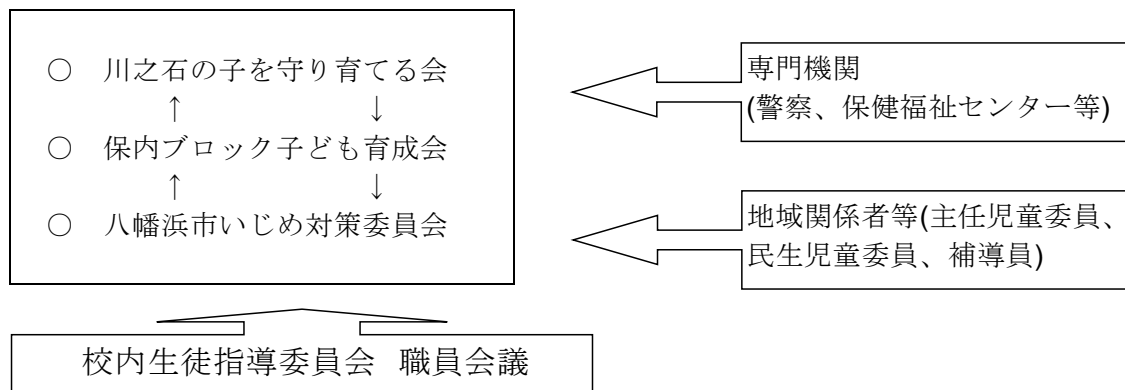 ○　川之石の子を守り育てる会
↑　↓
○　保内ブロック子ども育成会
↑　↓
○　八幡浜市いじめ対策委員会
専門機関
(警察、保健福祉センター等)
地域関係者等(主任児童委員、
民生児童委員、補導員)
校内生徒指導委員会　職員会議